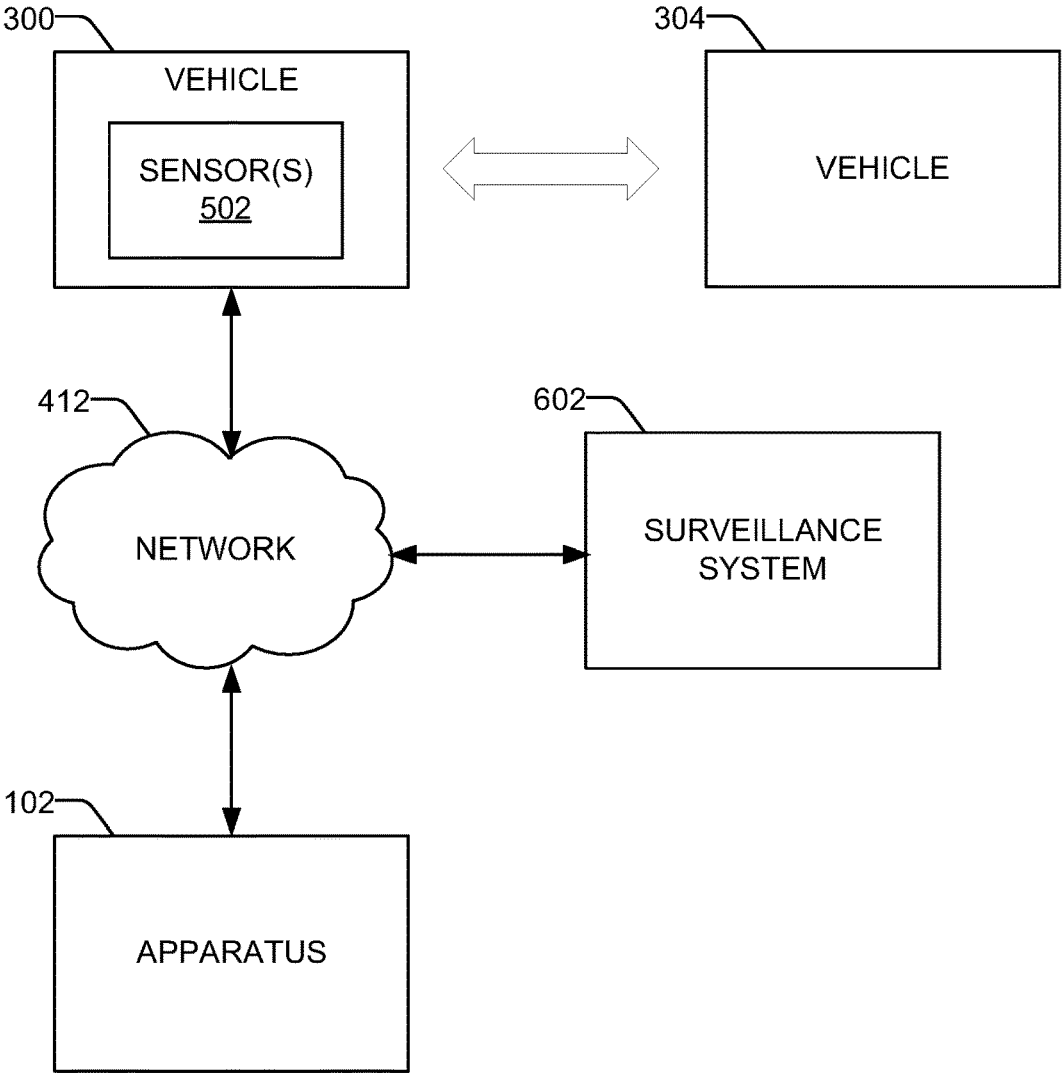 300
304
VEHICLE
SENSOR(S)
502
VEHICLE
412
602
NETWORK
SURVEILLANCE
SYSTEM
102
APPARATUS